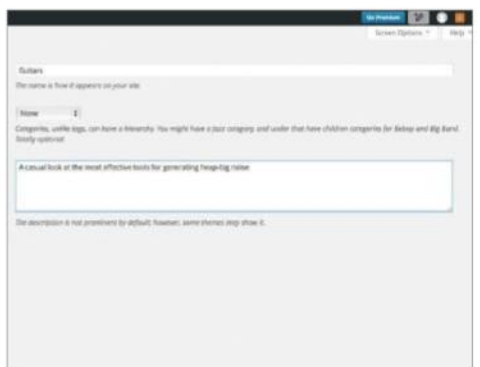 Go Premium
Screen Options Help
Guitars
The name is how it appears on your site.
None
Categories, unlike tags, can have a hierarchy. You might have a Jazz category, and under that have children categories for Bebop and Big Band.
Totally optional.
A casual look at the most effective tools for generating heap-big noise
The description is not prominent by default; however, some themes may show it.